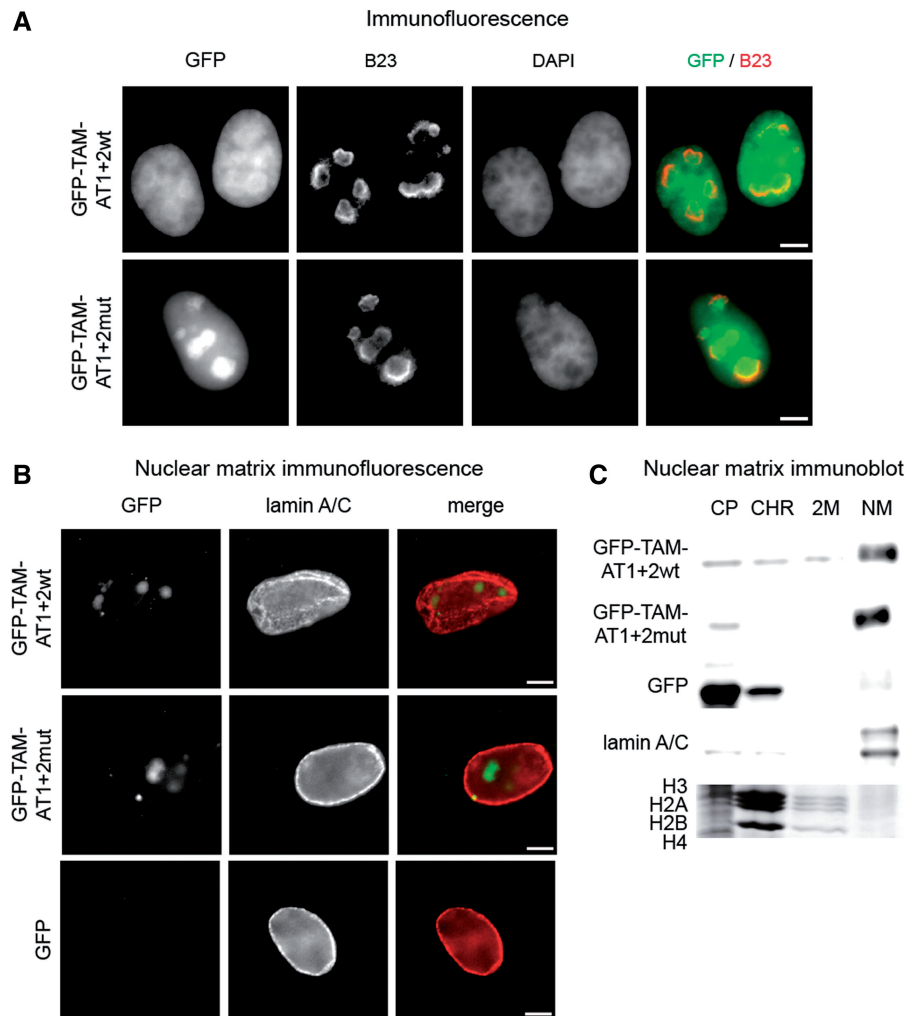 A
Immunofluorescence
GFP
B23
DAPI
GFP / B23
GFP-TAM-
AT1+2wt
GFP-TAM-
AT1+2mut
B
Nuclear matrix immunofluorescence
GFP
lamin A/C
merge
GFP-TAM-
AT1+2wt
GFP-TAM-
AT1+2mut
GFP
C
Nuclear matrix immunoblot
CP
CHR
2M
NM
GFP-TAM-
AT1+2wt
GFP-TAM-
AT1+2mut
GFP
lamin A/C
H3
H2A
H2B
H4